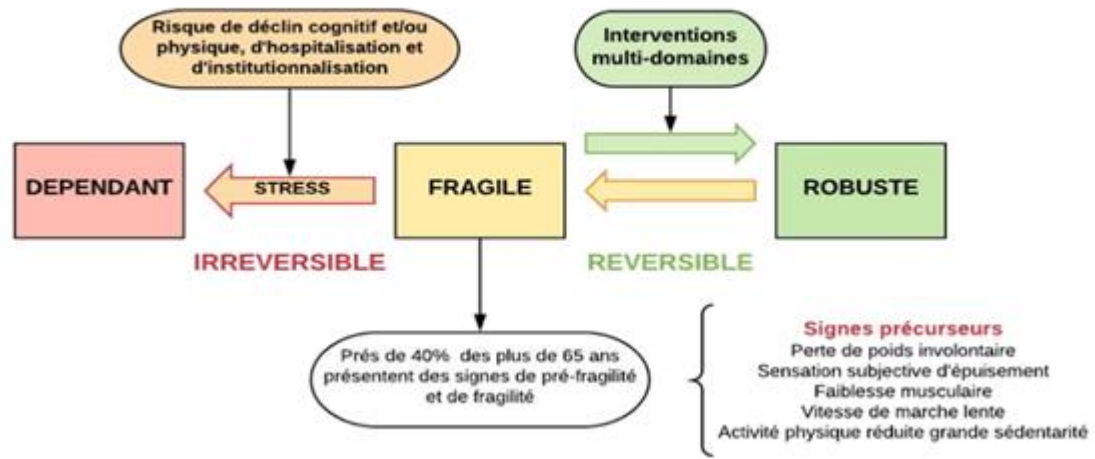 Risque de déclin cognitif et/ou
physique, d'hospitalisation et
d'institutionnalisation
Interventions
multi-domaines
DEPENDANT
STRESS
FRAGILE
ROBUSTE
IRREVERSIBLE
REVERSIBLE
Prés de 40% des plus de 65 ans
présentent des signes de pré-fragilité
et de fragilité
Signes précurseurs
Perte de poids involontaire
Sensation subjective d'épuisement
Faiblesse musculaire
Vitesse de marche lente
Activité physique réduite grande sédentarité